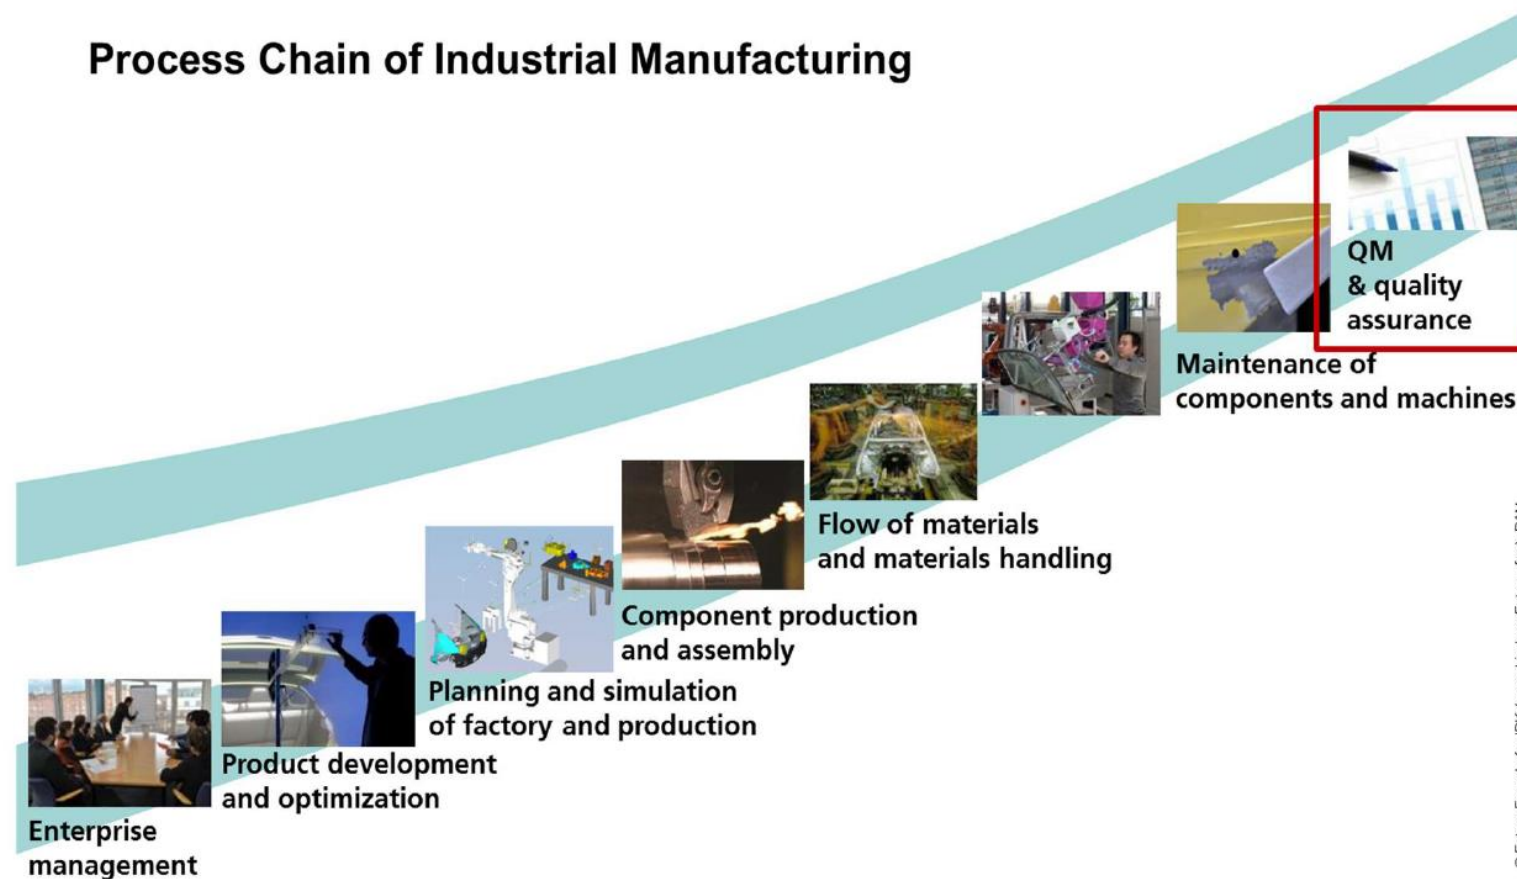 Process Chain of Industrial Manufacturing
QM
& quality
assurance
Maintenance of
components and machines
Flow of materials
and materials handling
Component production
and assembly
Planning and simulation
of factory and production
Product development
and optimization
Enterprise
management